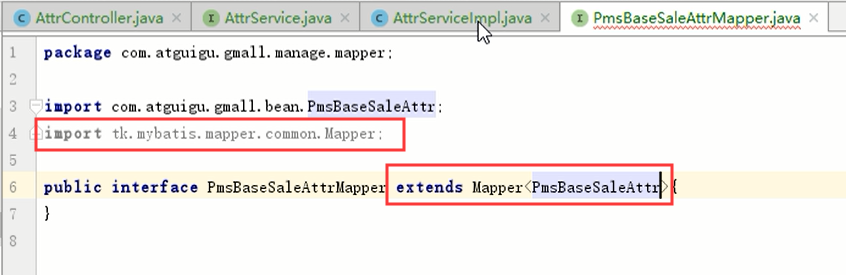 AttrController.java × AttrService.java × AttrServiceImpl.java × PmsBaseSaleAttrMapper.java ×
1 package com.atguigu.gmall.manage.mapper;
2
3 import com.atguigu.gmall.bean.PmsBaseSaleAttr;
4 import tk.mybatis.mapper.common.Mapper;
5
6 public interface PmsBaseSaleAttrMapper extends Mapper<PmsBaseSaleAttr>{
7 }
8